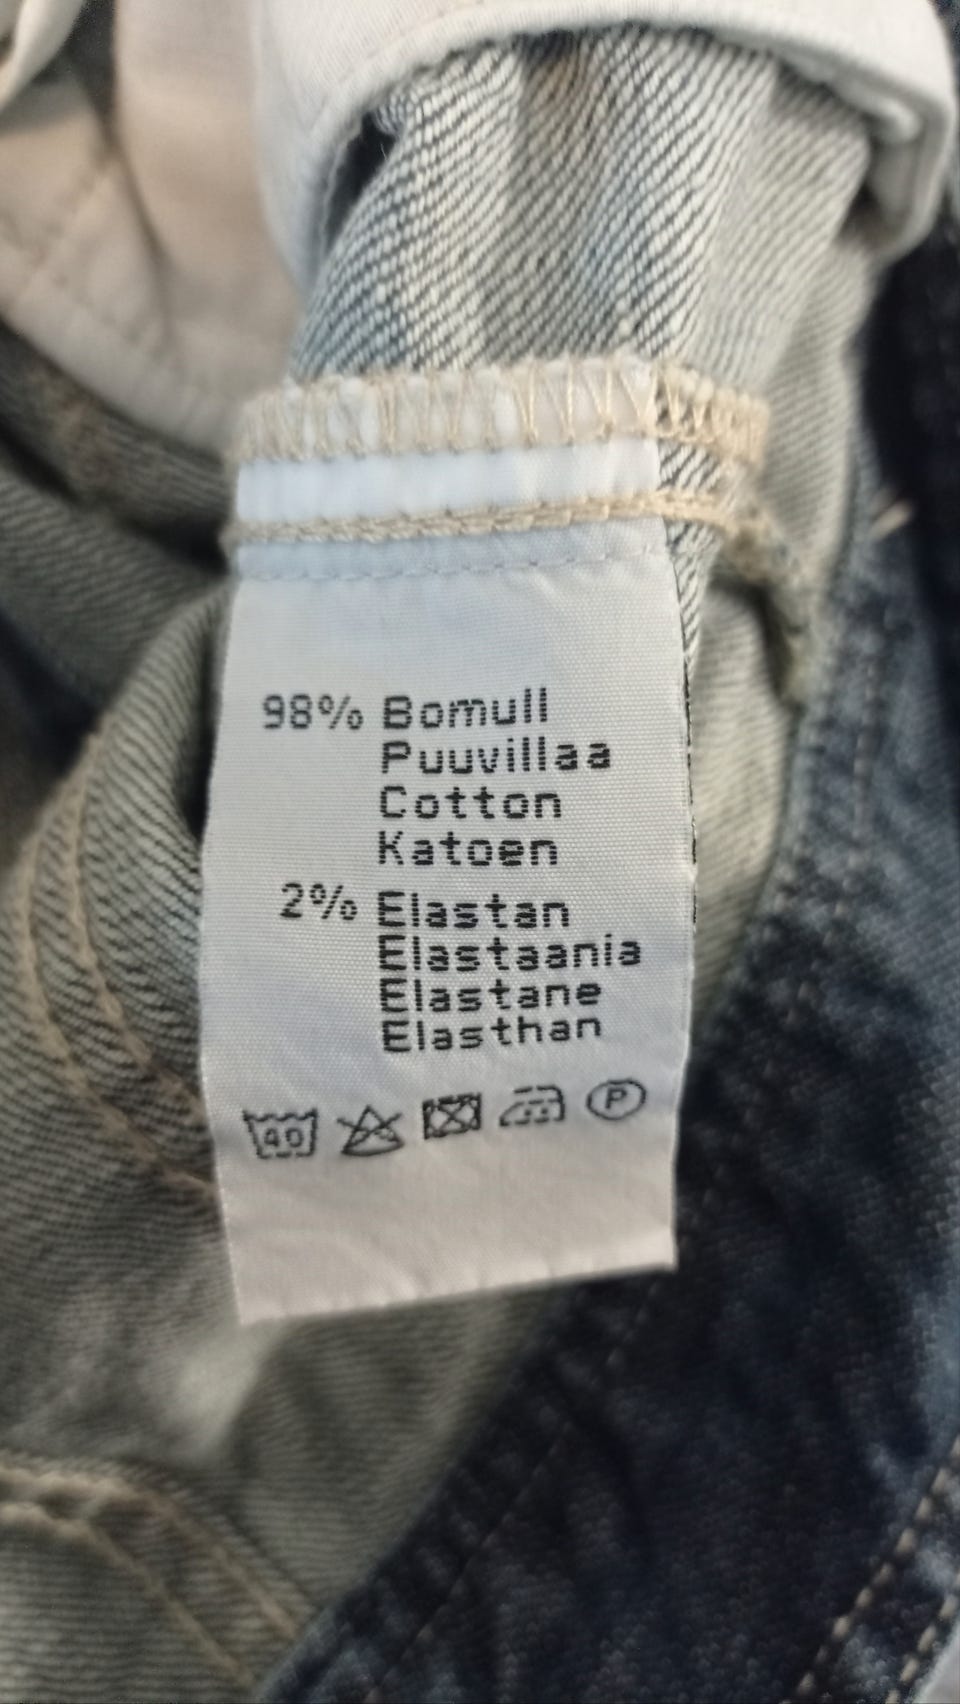 98% Bomull
Puuvillaa
Cotton
Katoen
2% Elastan
Elastaania
Elastane
Elasthan
40 P